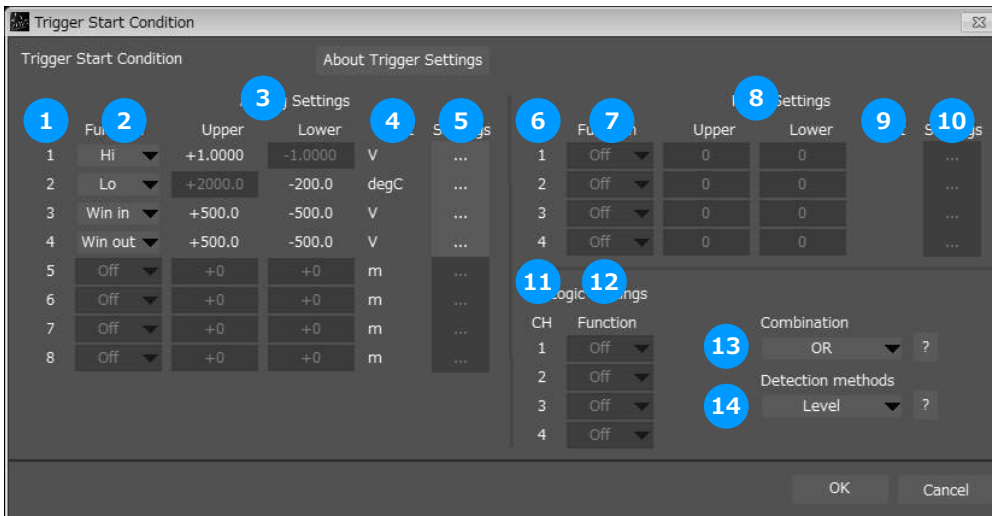 Trigger Start Condition
Trigger Start Condition About Trigger Settings
3 Settings 8 Settings
1 2 Upper Lower 4 5 6 7 Upper Lower 9 10
1 Hi +1.0000 -1.0000 V ... 1 Off 0 0 ...
2 Lo +2000.0 -200.0 degC ... 2 Off 0 0 ...
3 Win in +500.0 -500.0 V ... 3 Off 0 0 ...
4 Win out +500.0 -500.0 V ... 4 Off 0 0 ...
5 Off +0 +0 m ...
6 Off +0 +0 m ...
7 Off +0 +0 m ...
8 Off +0 +0 m ...
11 12
CH Function
1 Off
2 Off
3 Off
4 Off
Combination
13 OR ?
Detection methods
14 Level ?
OK Cancel